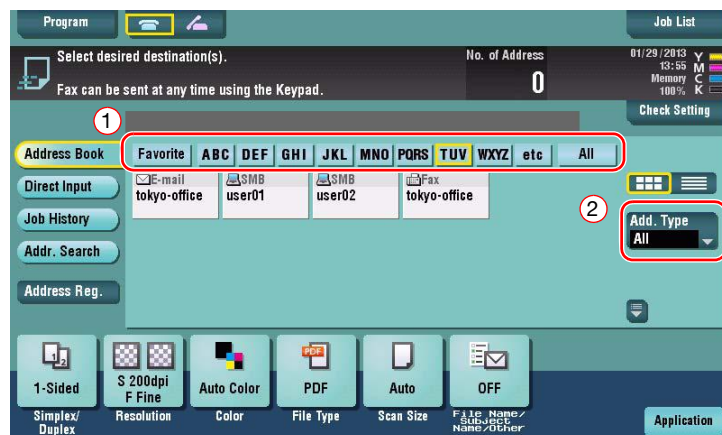 Program
Job List
Select desired destination(s).
No. of Address
01/29/2013
Y
13:55
M
Memory
C
100%
K
Fax can be sent at any time using the Keypad.
0
Check Setting
1
Address Book
Favorite ABC DEF GHI JKL MNO PQRS TUV WXYZ etc All
Direct Input
E-mail
tokyo-office
SMB
user01
SMB
user02
Fax
tokyo-office
2
Job History
Add. Type
All
Addr. Search
Address Reg.
1 2
1-Sided
S 200dpi
F Fine
Auto Color
PDF
PDF
Auto
OFF
Simplex/
Duplex
Resolution
Color
File Type
Scan Size
File Name/
Subject
Name/Other
Application